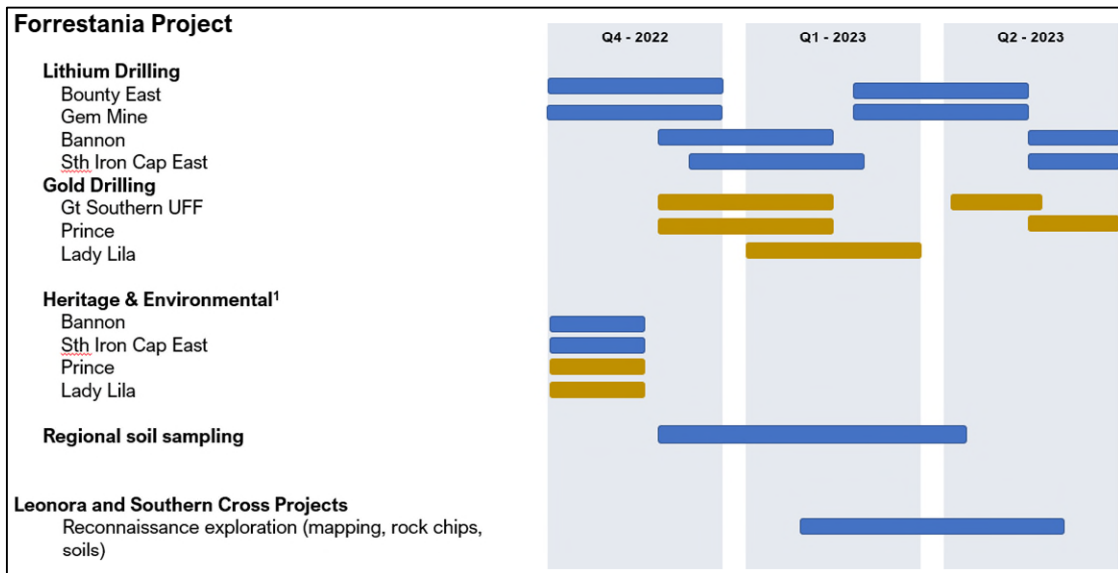 Forrestania Project
Q4 - 2022
Q1 - 2023
Q2 - 2023
Lithium Drilling
Bounty East
Gem Mine
Bannon
Sth Iron Cap East
Gold Drilling
Gt Southern UFF
Prince
Lady Lila
Heritage & Environmental¹
Bannon
Sth Iron Cap East
Prince
Lady Lila
Regional soil sampling
Leonora and Southern Cross Projects
Reconnaissance exploration (mapping, rock chips,
soils)